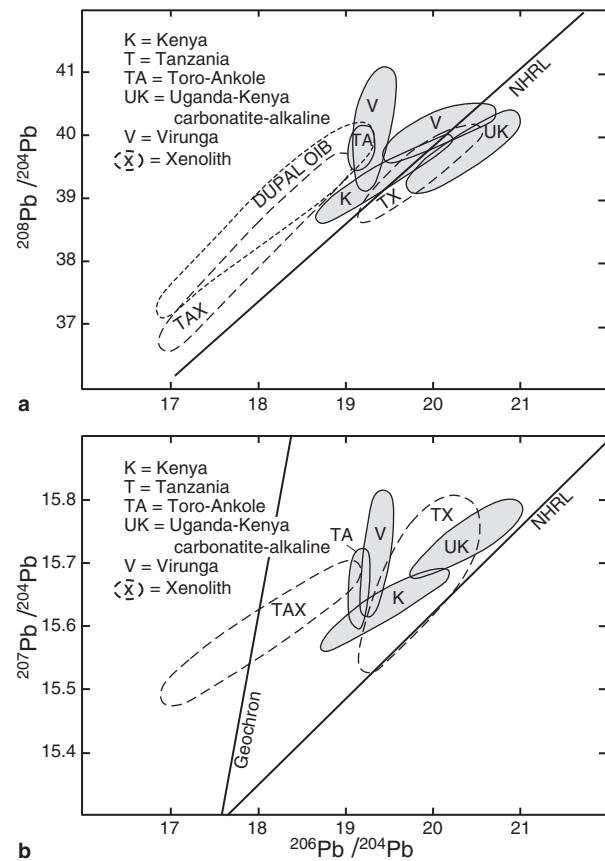 K = Kenya
T = Tanzania
TA = Toro-Ankole
UK = Uganda-Kenya
carbonatite-alkaline
V = Virunga
X = Xenolith
NHRL
V
V
UK
TA
DUPAL OIB
K
TX
TAX
41
40
39
38
37
208Pb /204Pb
17
18
19
20
21
a
K = Kenya
T = Tanzania
TA = Toro-Ankole
UK = Uganda-Kenya
carbonatite-alkaline
V = Virunga
X = Xenolith
TA
V
TX
UK
NHRL
K
TAX
Geochron
15.8
15.7
15.6
15.5
15.4
207Pb /204Pb
17
18
19
20
21
206Pb /204Pb
b